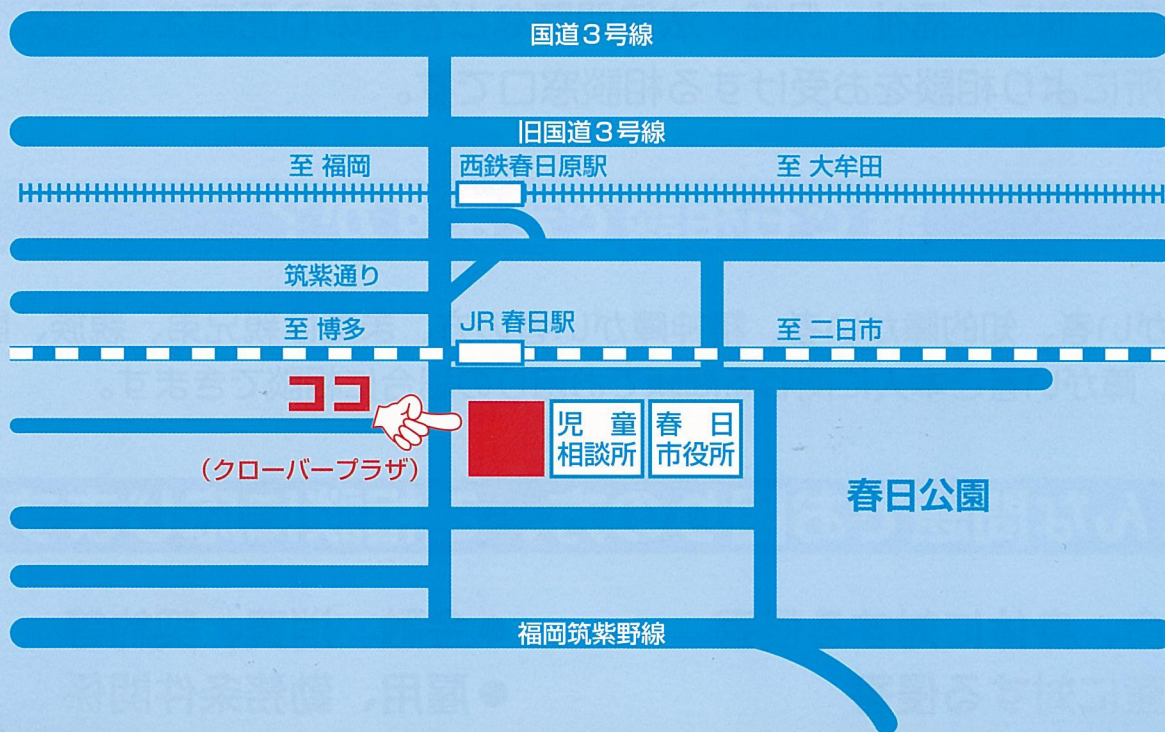 国道3号線
旧国道3号線
至 福岡
西鉄春日原駅
至 大牟田
筑紫通り
至 博多
JR 春日駅
至 二日市
ココ
(クローバープラザ)
児 童
相談所
春 日
市役所
春日公園
福岡筑紫野線